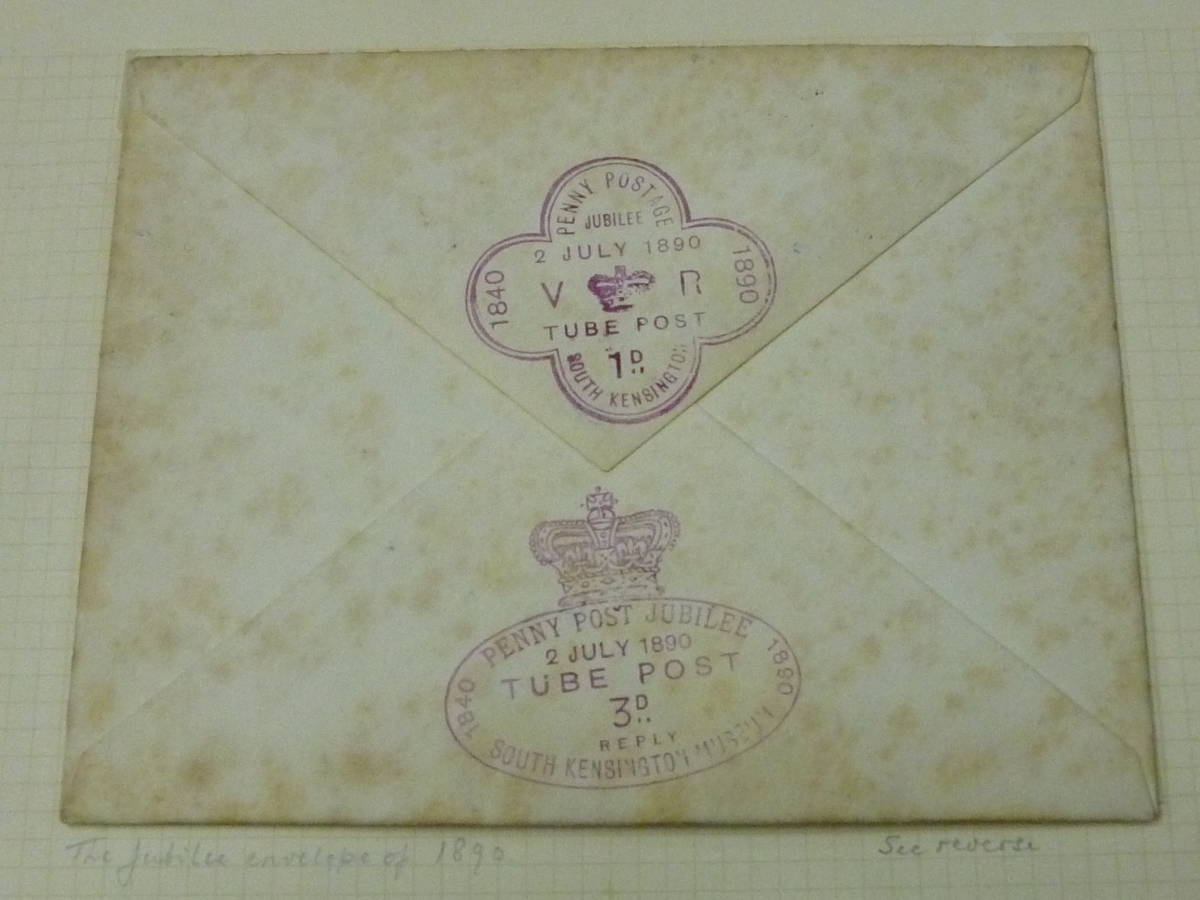 PENNY POSTAGE
JUBILEE
2 JULY 1890
1840
V R
1890
TUBE POST
1D
SOUTH KENSINGTON
PENNY POST JUBILEE
2 JULY 1890
1840
TUBE POST
1890
3D
REPLY
SOUTH KENSINGTON MUSEUM
The Jubilee envelope of 1890
See reverse